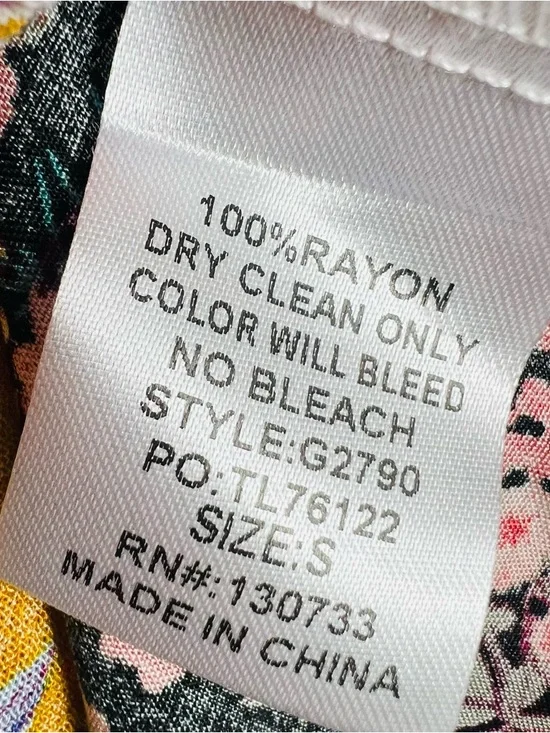 100%RAYON
DRY CLEAN ONLY
COLOR WILL BLEED
NO BLEACH
STYLE:G2790
PO:TL76122
SIZE:S
RN#:130733
MADE IN CHINA